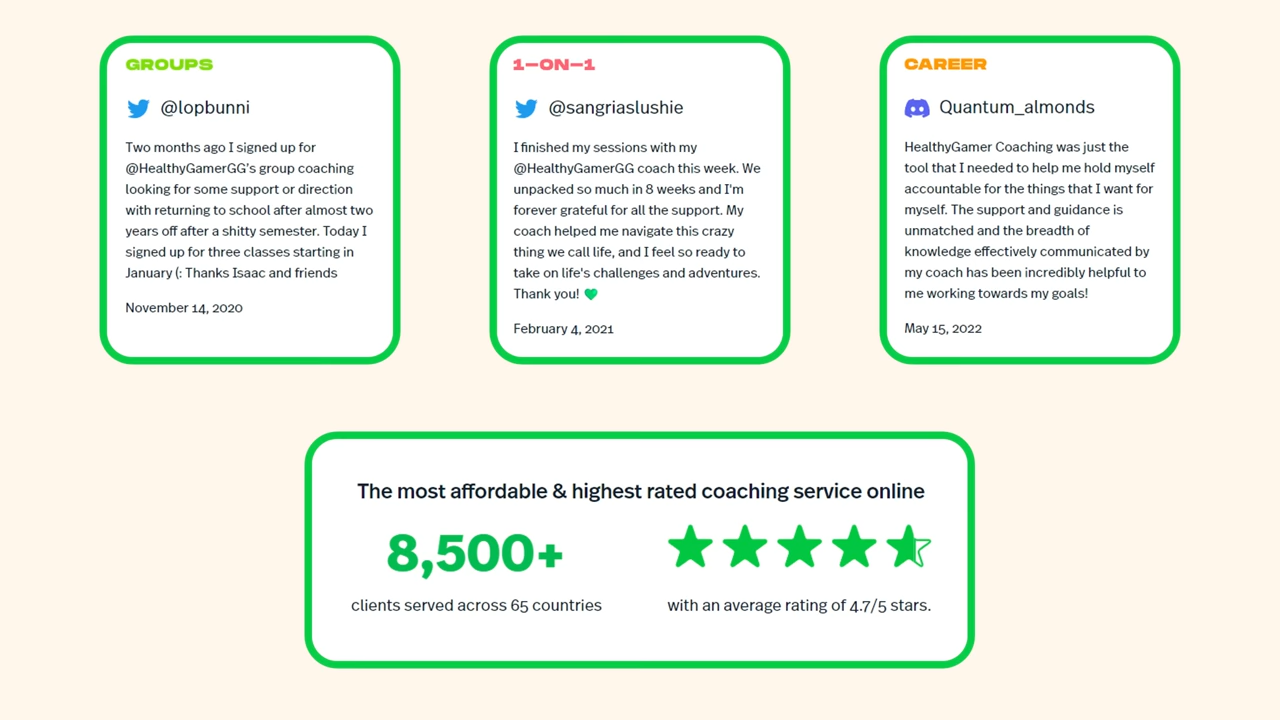 GROUPS
@lopbunni
Two months ago I signed up for
@HealthyGamerGG's group coaching
looking for some support or direction
with returning to school after almost two
years off after a shitty semester. Today I
signed up for three classes starting in
January (: Thanks Isaac and friends
November 14, 2020
1–ON–1
@sangriaslushie
I finished my sessions with my
@HealthyGamerGG coach this week. We
unpacked so much in 8 weeks and I'm
forever grateful for all the support. My
coach helped me navigate this crazy
thing we call life, and I feel so ready to
take on life's challenges and adventures.
Thank you! 💚
February 4, 2021
CAREER
Quantum_almonds
HealthyGamer Coaching was just the
tool that I needed to help me hold myself
accountable for the things that I want for
myself. The support and guidance is
unmatched and the breadth of
knowledge effectively communicated by
my coach has been incredibly helpful to
me working towards my goals!
May 15, 2022
The most affordable & highest rated coaching service online
8,500+
clients served across 65 countries
with an average rating of 4.7/5 stars.